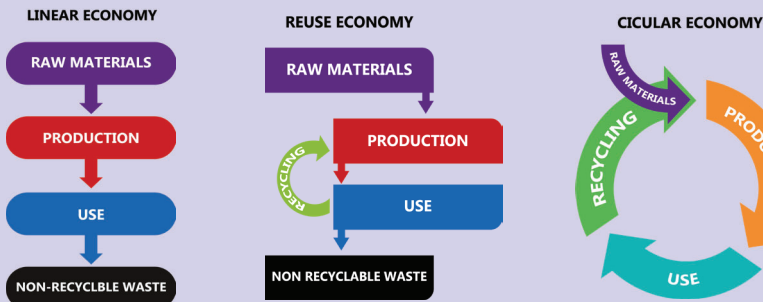 LINEAR ECONOMY
RAW MATERIALS
PRODUCTION
USE
NON-RECYCLBLE WASTE
REUSE ECONOMY
RAW MATERIALS
PRODUCTION
RECYCLING
USE
NON RECYCLABLE WASTE
CICULAR ECONOMY
RAW MATERIALS
RECYCLING
USE